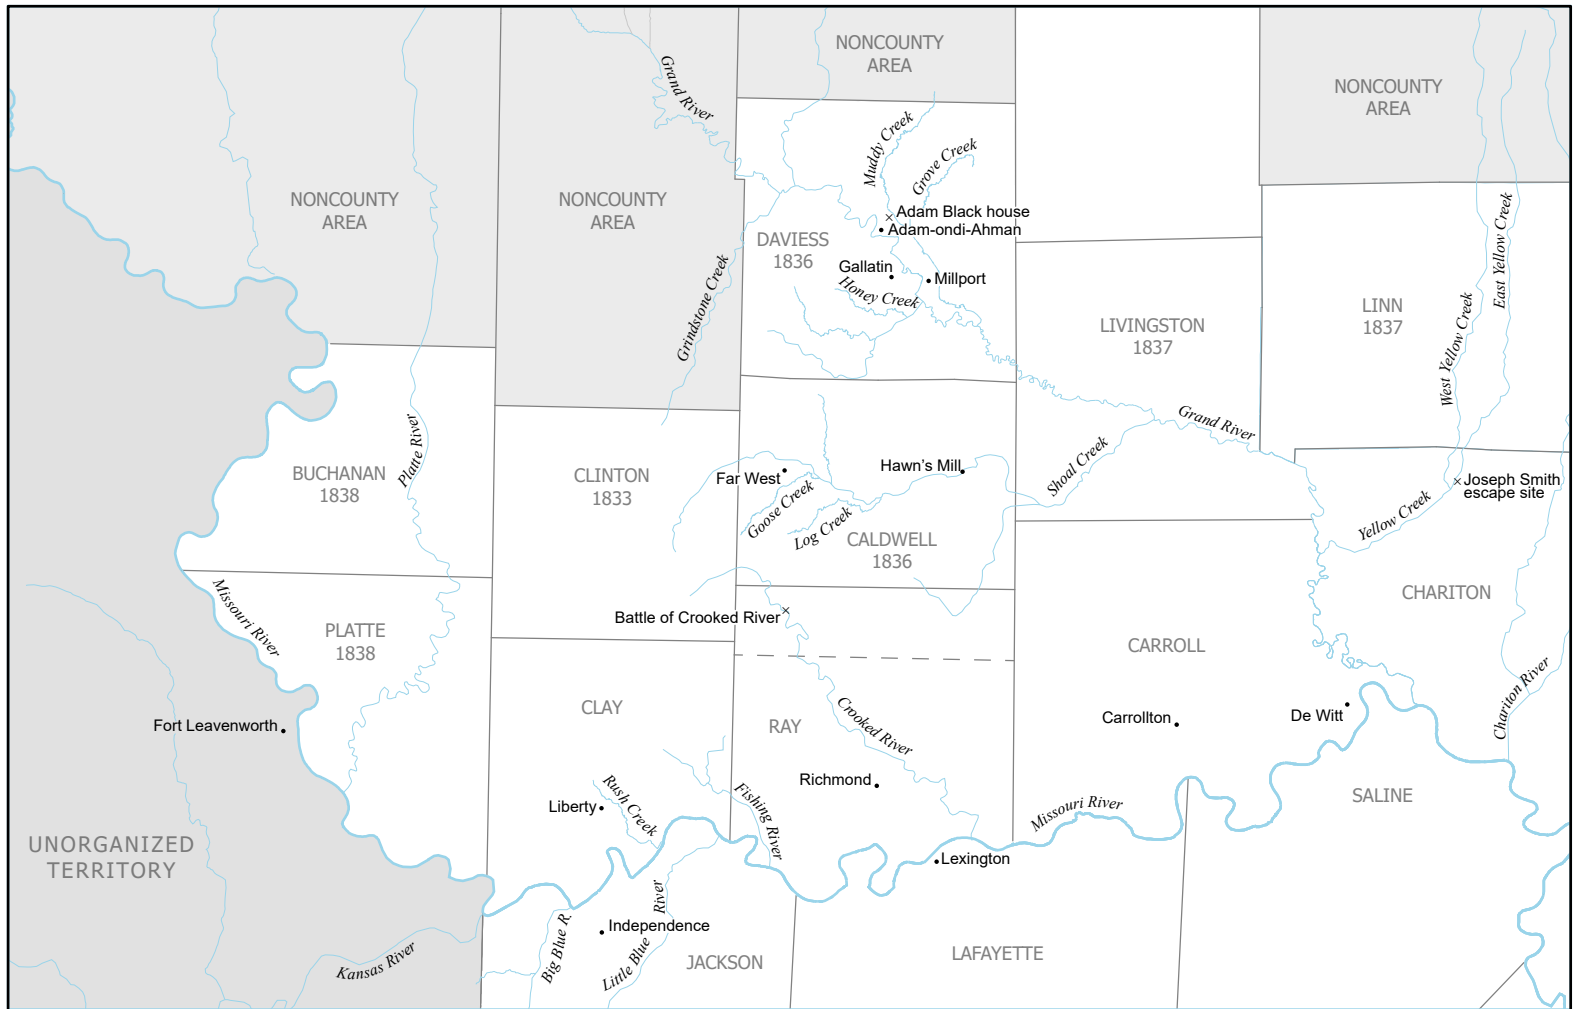 NONCOUNTY
AREA
NONCOUNTY
AREA
Grand River
Muddy Creek
Grove Creek
NONCOUNTY
AREA
NONCOUNTY
AREA
Adam Black house
Adam-ondi-Ahman
DAVIESS
1836
Gallatin
Millport
Honey Creek
Grindstone Creek
East Yellow Creek
West Yellow Creek
LINN
1837
LIVINGSTON
1837
Grand River
Platte River
BUCHANAN
1838
CLINTON
1833
Far West
Hawn's Mill
Goose Creek
Log Creek
Shoal Creek
CALDWELL
1836
Joseph Smith
escape site
Yellow Creek
CHARITON
Missouri River
PLATTE
1838
Battle of Crooked River
CARROLL
CLAY
RAY
Crooked River
Chariton River
Fort Leavenworth
Carrollton
De Witt
Richmond
Liberty
Rush Creek
Fishing River
Missouri River
SALINE
UNORGANIZED
TERRITORY
Lexington
Independence
Big Blue R.
Little Blue River
Kansas River
JACKSON
LAFAYETTE